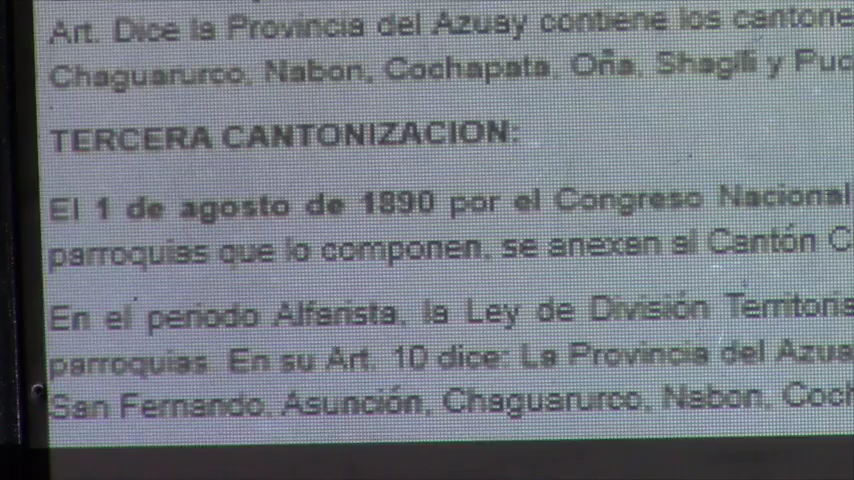 Art. Dice la Provincia del Azuay contiene los cantone
Chaguarurco, Nabon, Cochapata, Oña, Shaglli y Puc
TERCERA CANTONIZACION:
El 1 de agosto de 1890 por el Congreso Nacional
parroquias que lo componen, se anexan al Cantón C
En el periodo Alfarista, la Ley de División Territoria
parroquias. En su Art. 10 dice: La Provincia del Azua
San Fernando, Asunción, Chaguarurco, Nabon, Coch